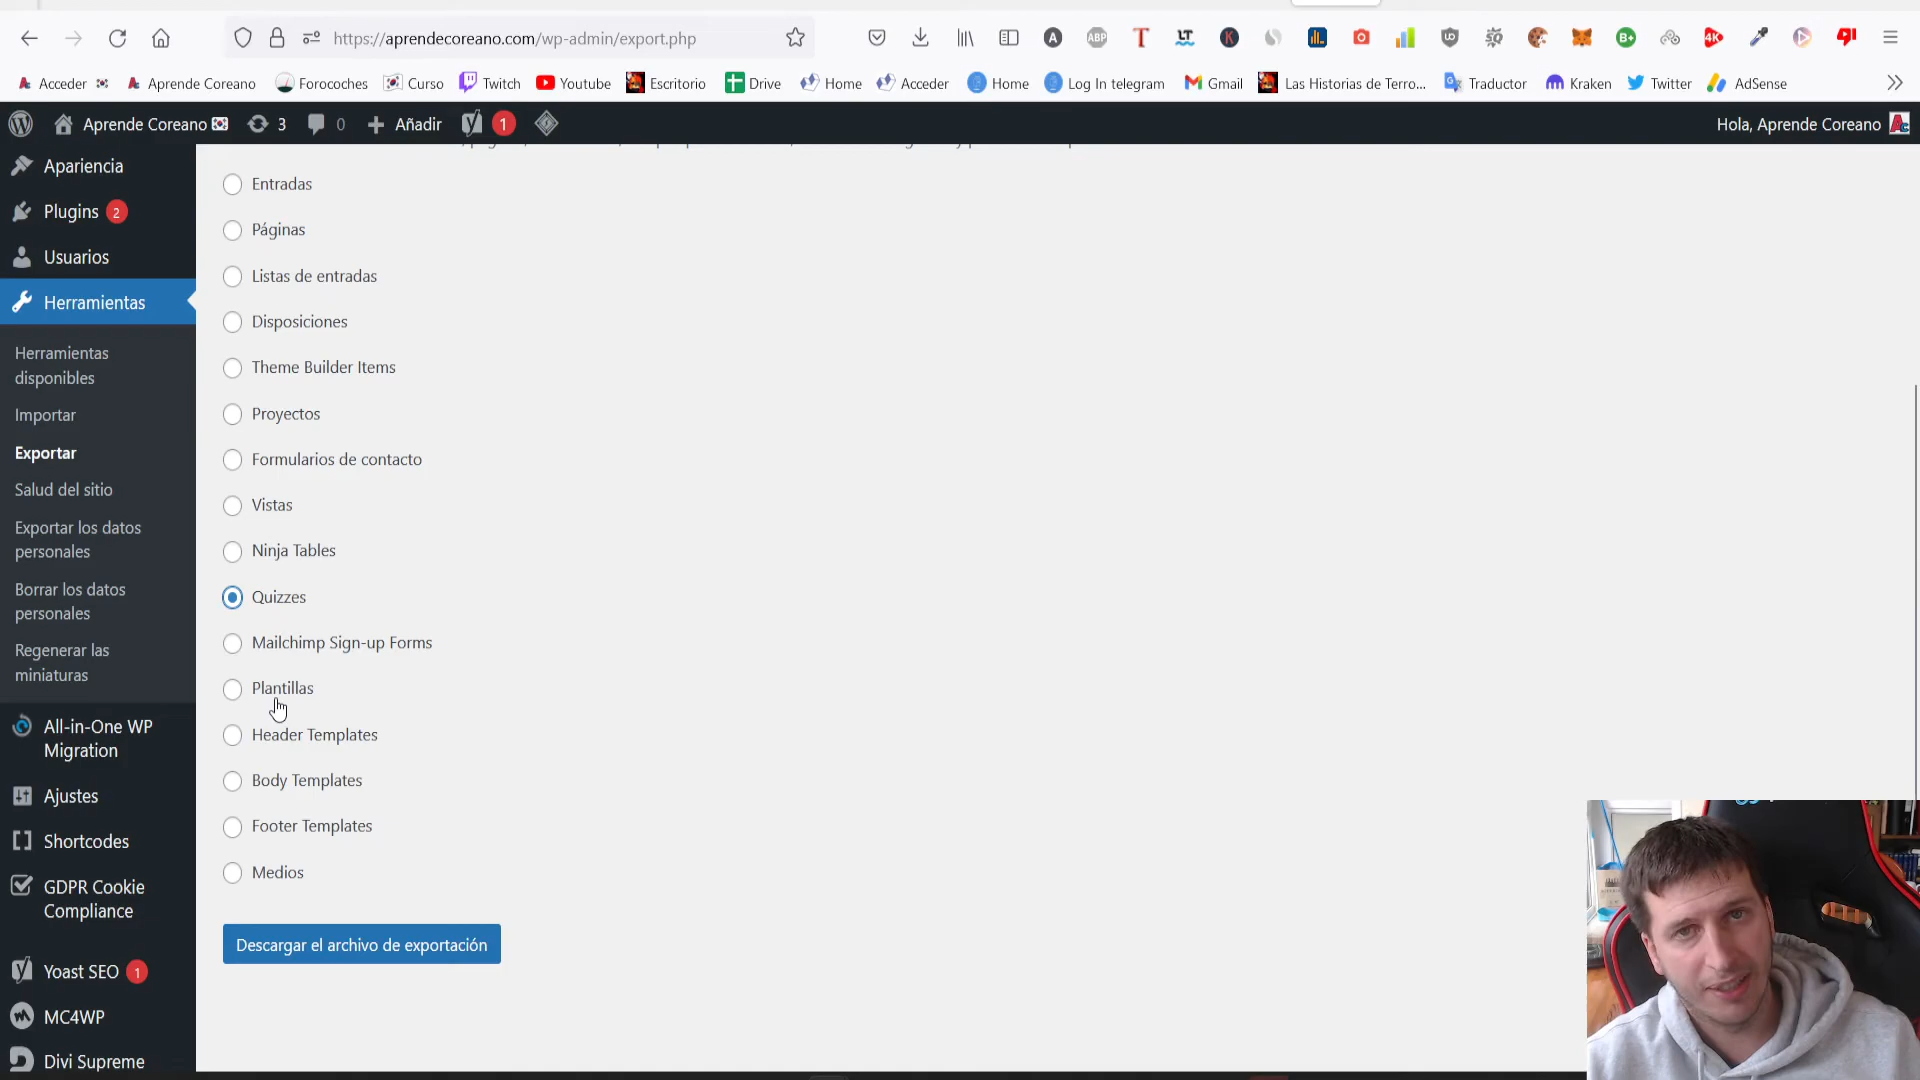 https://aprendecoreano.com/wp-admin/export.php
Acceder
Aprende Coreano
Forocoches
Curso
Twitch
Youtube
Escritorio
Drive
Home
Acceder
Home
Log In telegram
Gmail
Las Historias de Terro...
Traductor
Kraken
Twitter
AdSense
Aprende Coreano
3
0
Añadir
1
Hola, Aprende Coreano
Apariencia
Plugins 2
Usuarios
Herramientas
Herramientas
disponibles
Importar
Exportar
Salud del sitio
Exportar los datos
personales
Borrar los datos
personales
Regenerar las
miniaturas
All-in-One WP
Migration
Ajustes
Shortcodes
GDPR Cookie
Compliance
Yoast SEO 1
MC4WP
Divi Supreme
Entradas
Páginas
Listas de entradas
Disposiciones
Theme Builder Items
Proyectos
Formularios de contacto
Vistas
Ninja Tables
Quizzes
Mailchimp Sign-up Forms
Plantillas
Header Templates
Body Templates
Footer Templates
Medios
Descargar el archivo de exportación